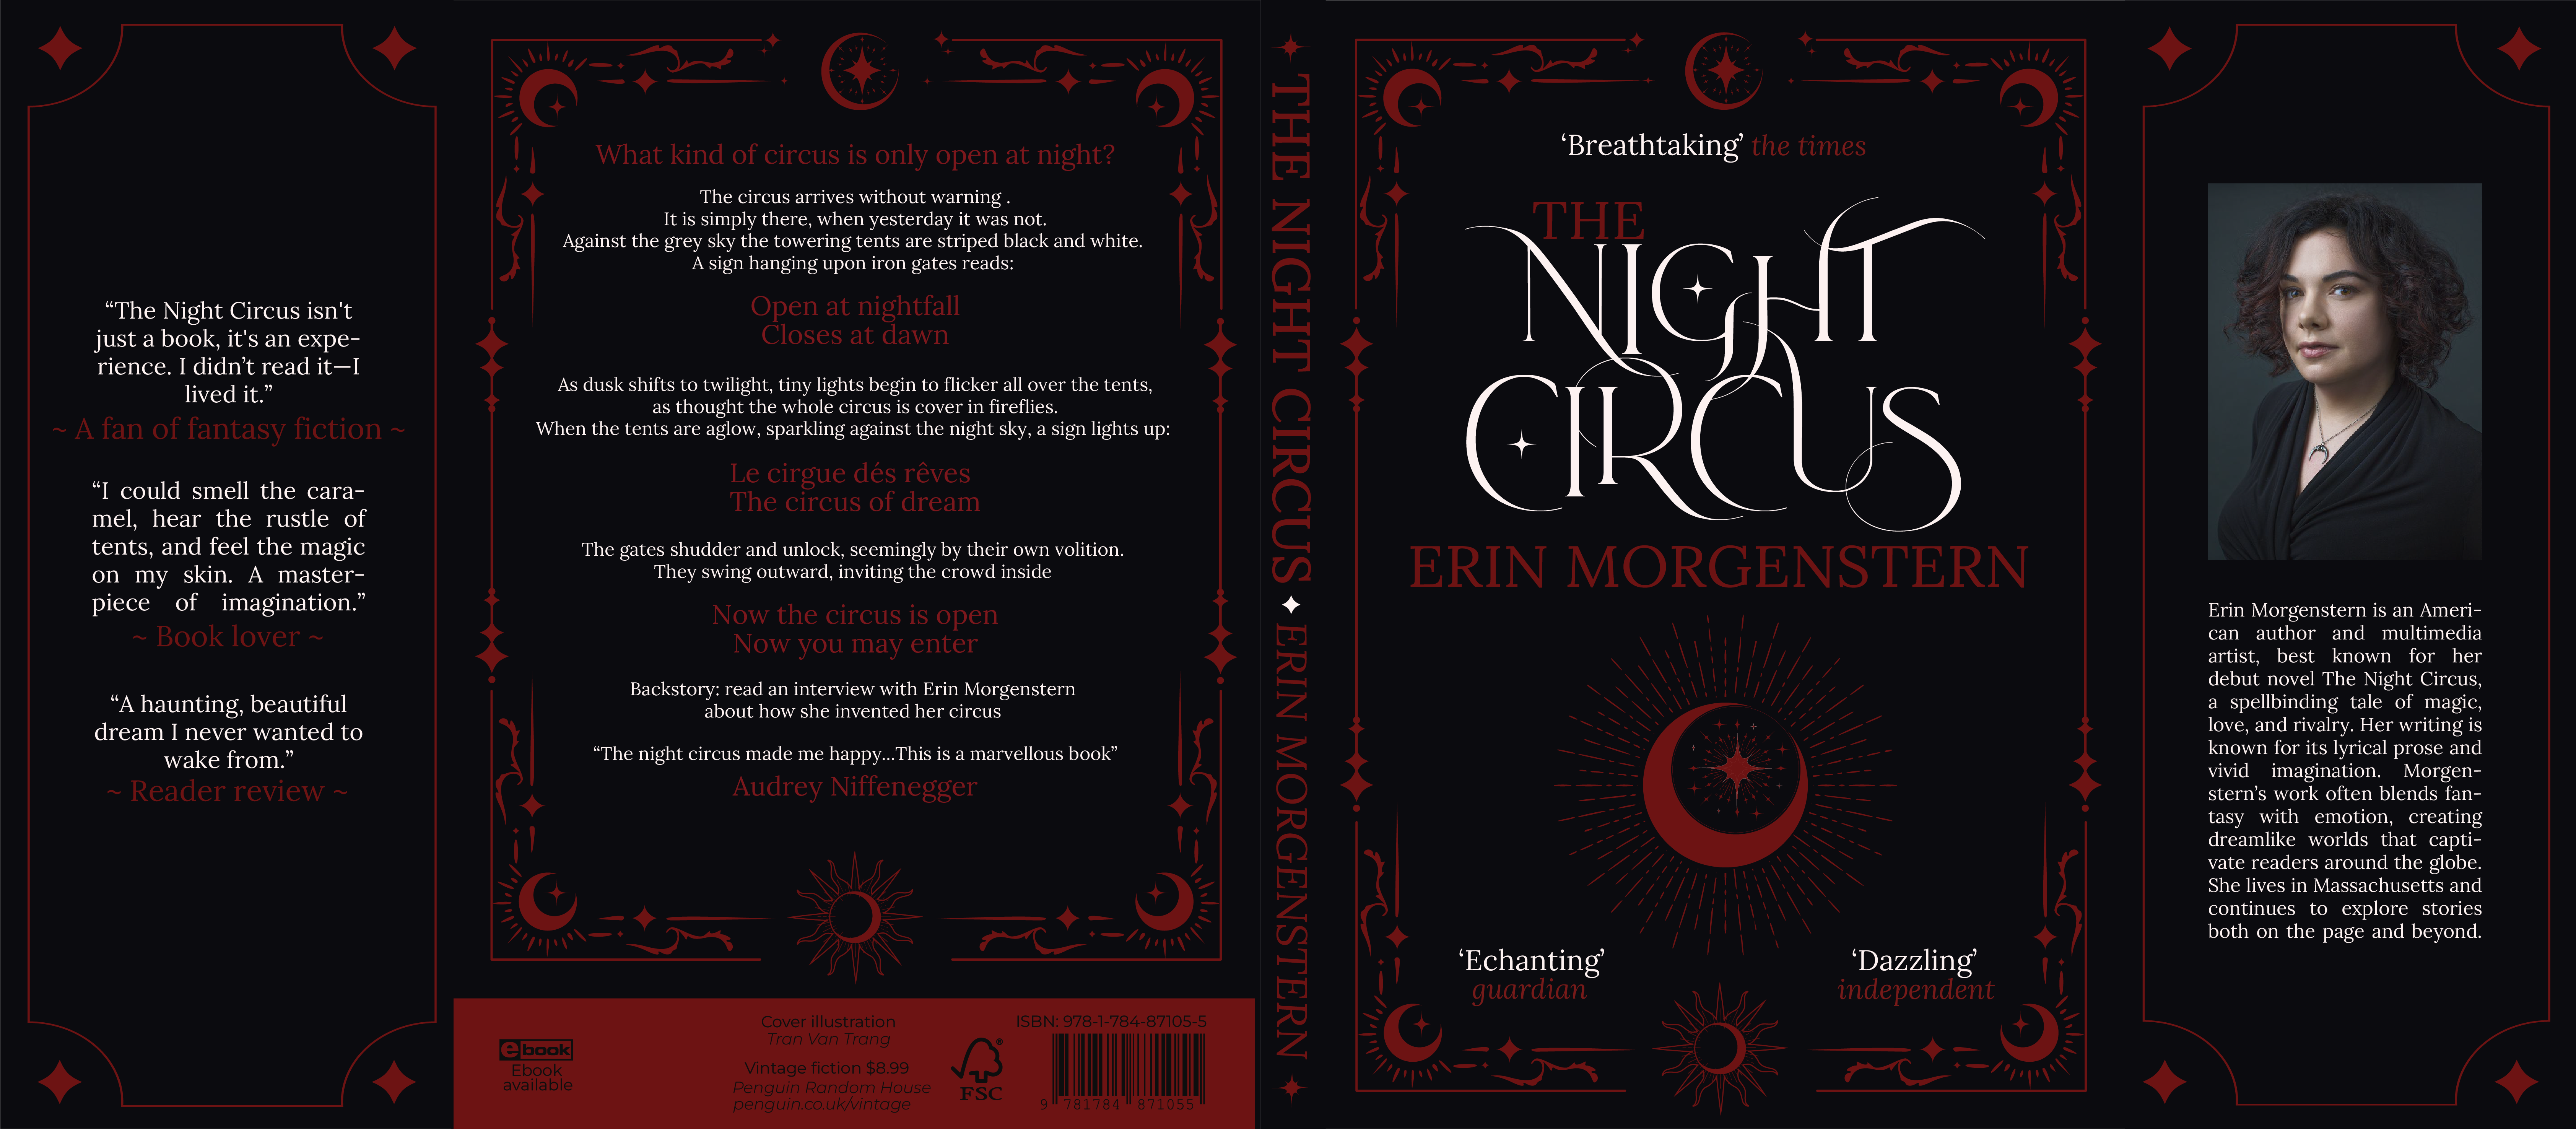 “The Night Circus isn't
just a book, it's an expe-
rience. I didn’t read it—I
lived it.”
~ A fan of fantasy fiction ~
“I could smell the cara-
mel, hear the rustle of
tents, and feel the magic
on my skin. A master-
piece of imagination.”
~ Book lover ~
“A haunting, beautiful
dream I never wanted to
wake from.”
~ Reader review ~
What kind of circus is only open at night?
The circus arrives without warning .
It is simply there, when yesterday it was not.
Against the grey sky the towering tents are striped black and white.
A sign hanging upon iron gates reads:
Open at nightfall
Closes at dawn
As dusk shifts to twilight, tiny lights begin to flicker all over the tents,
as thought the whole circus is cover in fireflies.
When the tents are aglow, sparkling against the night sky, a sign lights up:
Le cirgue dés rêves
The circus of dream
The gates shudder and unlock, seemingly by their own volition.
They swing outward, inviting the crowd inside
Now the circus is open
Now you may enter
Backstory: read an interview with Erin Morgenstern
about how she invented her circus
“The night circus made me happy...This is a marvellous book”
Audrey Niffenegger
ebook
Ebook
available
Cover illustration
Tran Van Trang
Vintage fiction $8.99
Penguin Random House
penguin.co.uk/vintage
FSC
ISBN: 978-1-784-87105-5
9 781784 871055
THE NIGHT CIRCUS ERIN MORGENSTERN
‘Breathtaking’ the times
THE
NIGHT
CIRCUS
ERIN MORGENSTERN
‘Echanting’
guardian
‘Dazzling’
independent
Erin Morgenstern is an Ameri-
can author and multimedia
artist, best known for her
debut novel The Night Circus,
a spellbinding tale of magic,
love, and rivalry. Her writing is
known for its lyrical prose and
vivid imagination. Morgen-
stern’s work often blends fan-
tasy with emotion, creating
dreamlike worlds that capti-
vate readers around the globe.
She lives in Massachusetts and
continues to explore stories
both on the page and beyond.